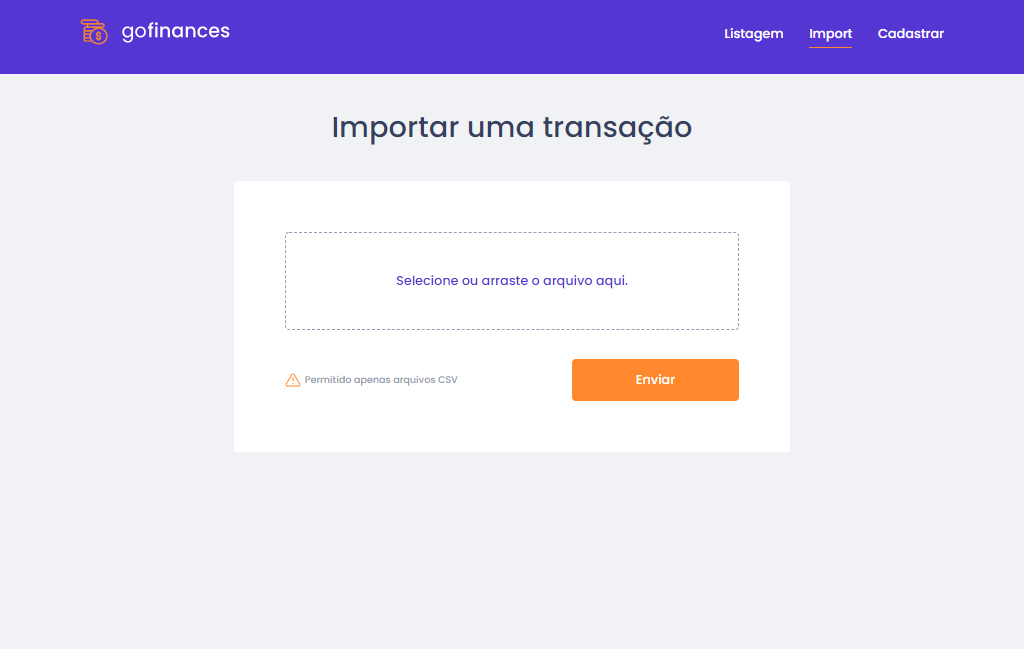 gofinances
Listagem
Import
Cadastrar
Importar uma transação
Selecione ou arraste o arquivo aqui.
Permitido apenas arquivos CSV
Enviar